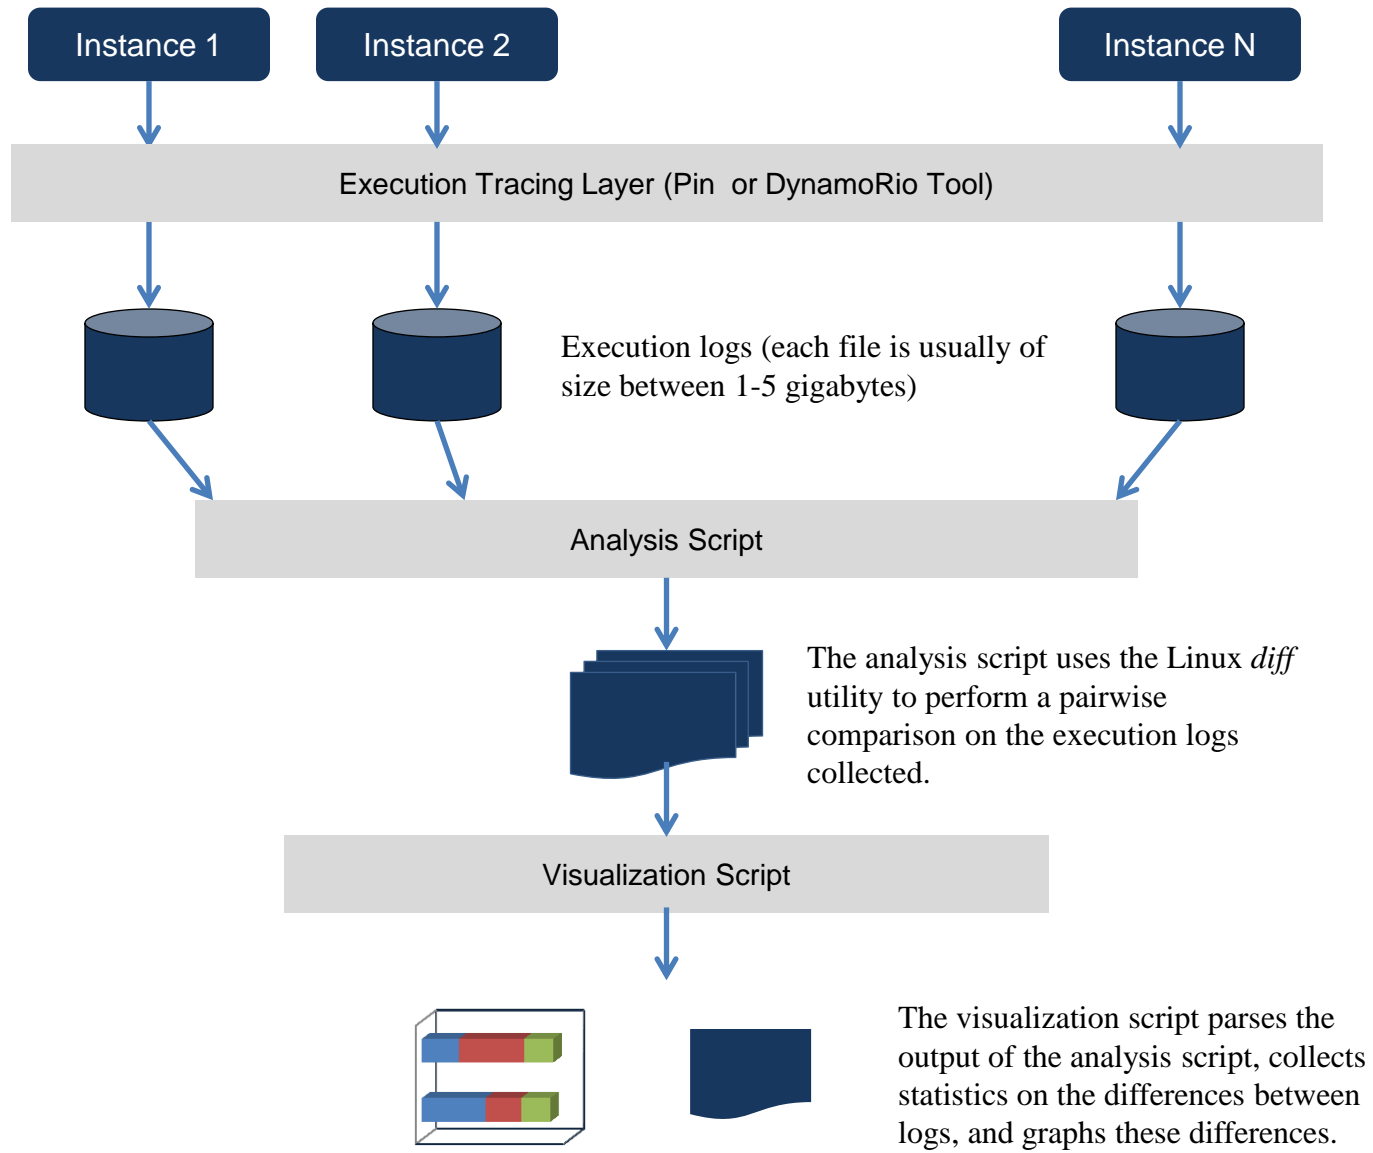 Instance 1
Instance 2
Instance N
Execution Tracing Layer (Pin or DynamoRio Tool)
Execution logs (each file is usually of
size between 1-5 gigabytes)
Analysis Script
The analysis script uses the Linux diff
utility to perform a pairwise
comparison on the execution logs
collected.
Visualization Script
The visualization script parses the
output of the analysis script, collects
statistics on the differences between
logs, and graphs these differences.